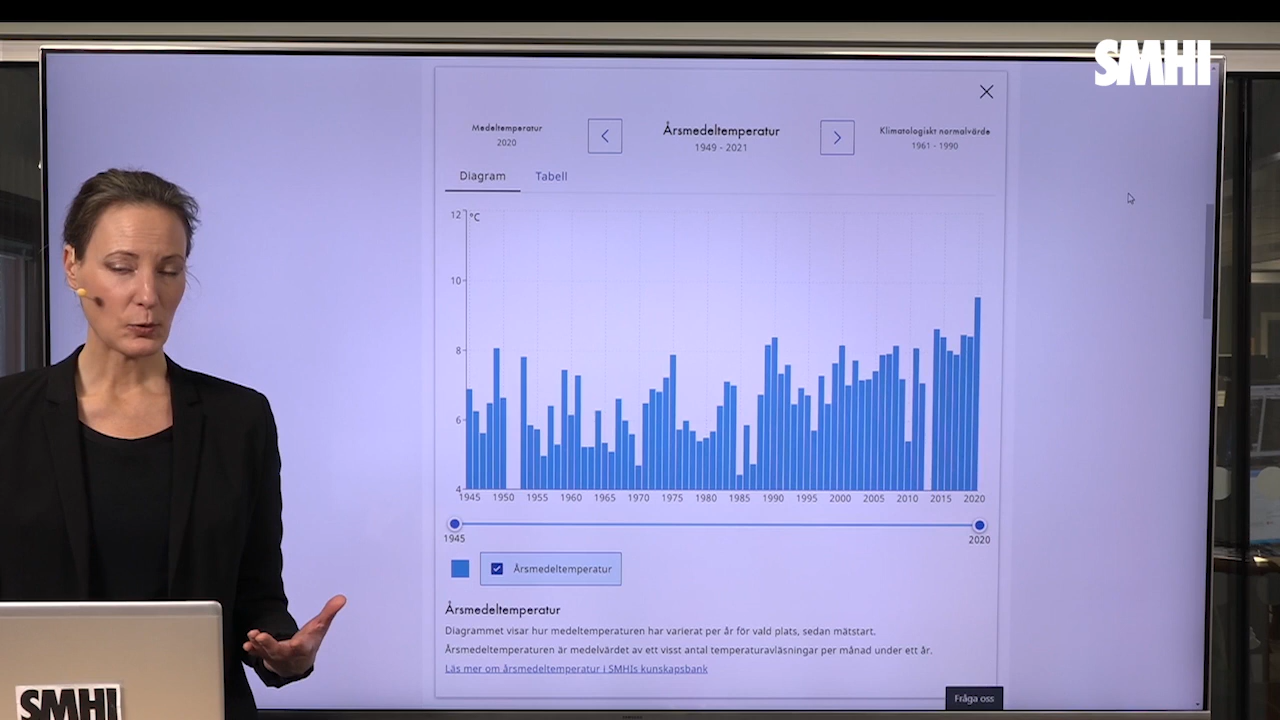 SMHI
Medeltemperatur
2020
Årsmedeltemperatur
1949 - 2021
Klimatologiskt normalvärde
1961 - 1990
Diagram Tabell
12 °C
10
8
6
4
1945 1950 1955 1960 1965 1970 1975 1980 1985 1990 1995 2000 2005 2010 2015 2020
1945 2020
Årsmedeltemperatur
Årsmedeltemperatur
Diagrammet visar hur medeltemperaturen har varierat per år för vald plats, sedan mätstart.
Årsmedeltemperaturen är medelvärdet av ett visst antal temperaturavläsningar per månad under ett år.
Läs mer om årsmedeltemperatur i SMHIs kunskapsbank
Fråga oss
SMHI